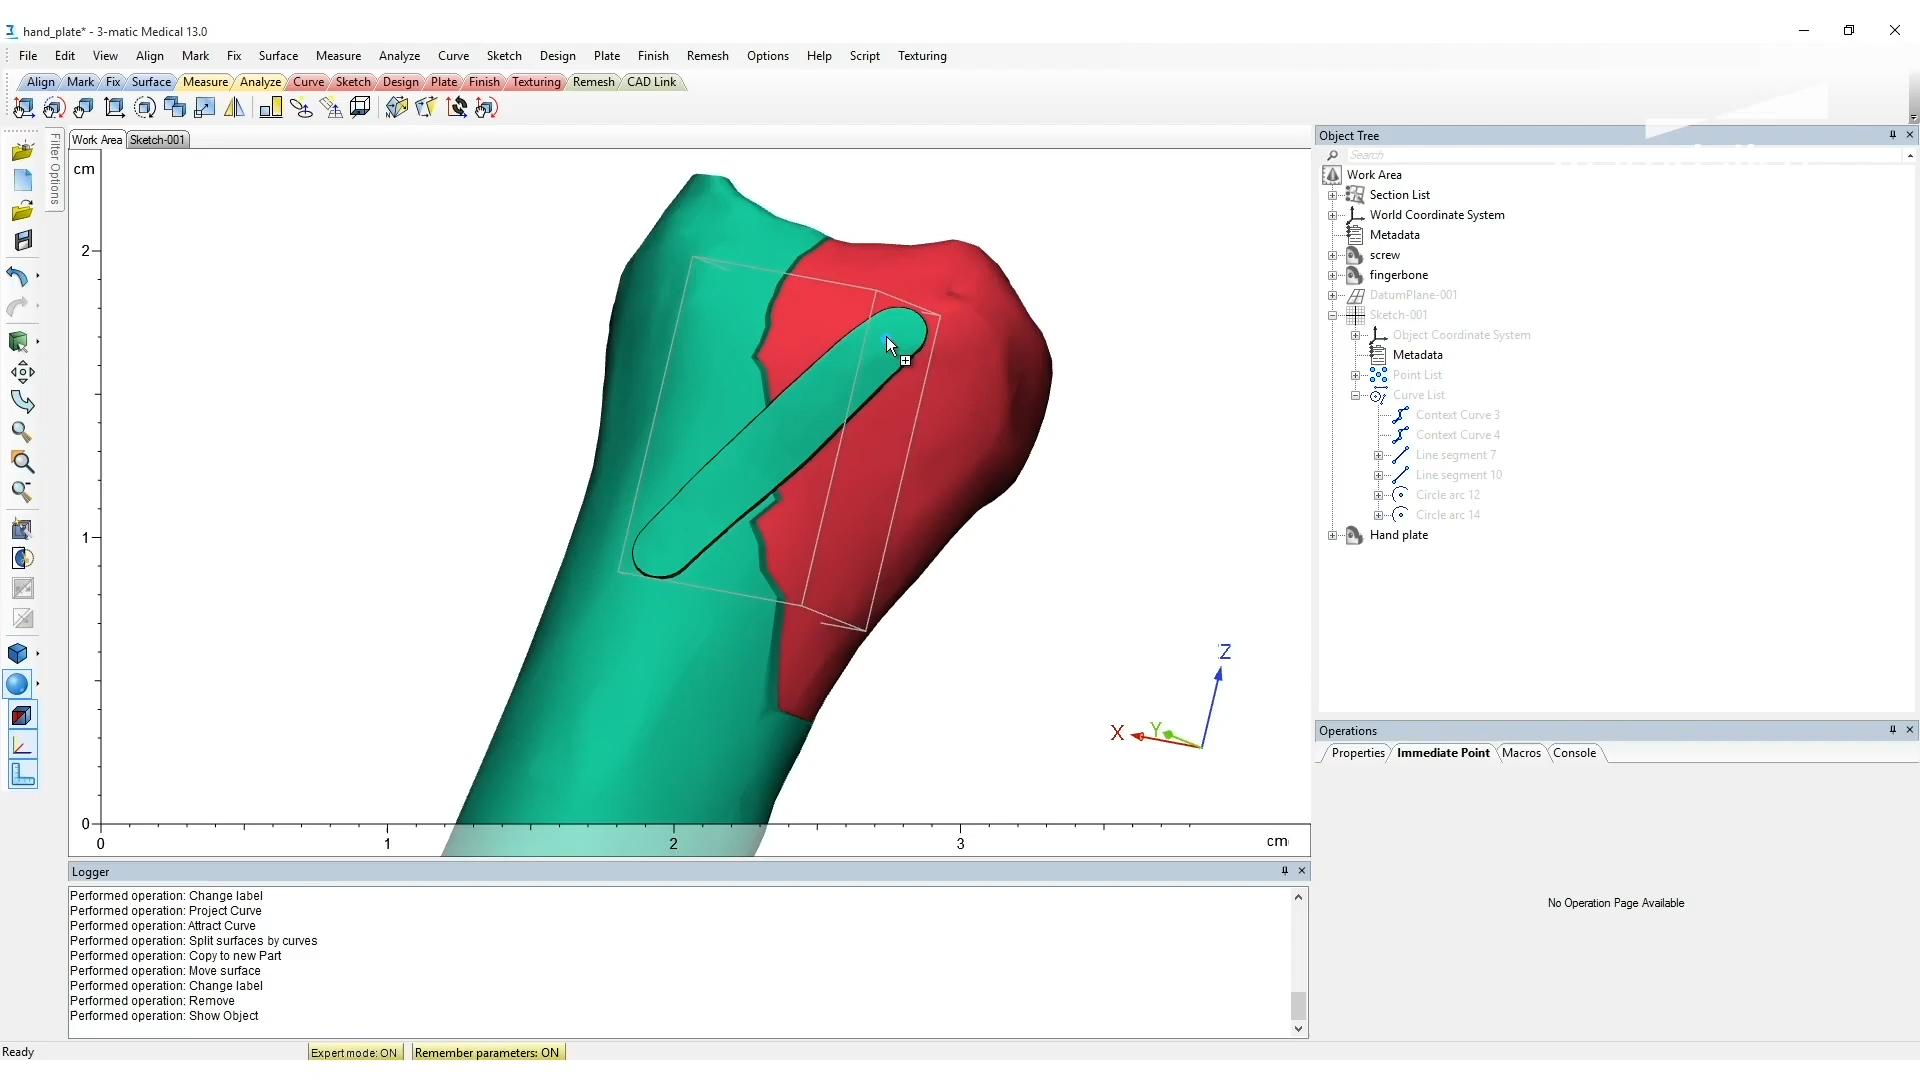 hand_plate* - 3-matic Medical 13.0
File Edit View Align Mark Fix Surface Measure Analyze Curve Sketch Design Plate Finish Remesh Options Help Script Texturing
Align Mark Fix Surface Measure Analyze Curve Sketch Design Plate Finish Texturing Remesh CAD Link
Filter Options
Work Area Sketch-001
cm
2
1
0
0 1 2 3 cm
Z
X
Y
Object Tree
Search
Work Area
Section List
World Coordinate System
Metadata
screw
fingerbone
DatumPlane-001
Sketch-001
Object Coordinate System
Metadata
Point List
Curve List
Context Curve 3
Context Curve 4
Line segment 7
Line segment 10
Circle arc 12
Circle arc 14
Hand plate
Operations
Properties Immediate Point Macros Console
No Operation Page Available
Logger
Performed operation: Change label
Performed operation: Project Curve
Performed operation: Attract Curve
Performed operation: Split surfaces by curves
Performed operation: Copy to new Part
Performed operation: Move surface
Performed operation: Change label
Performed operation: Remove
Performed operation: Show Object
Ready
Expert mode: ON
Remember parameters: ON